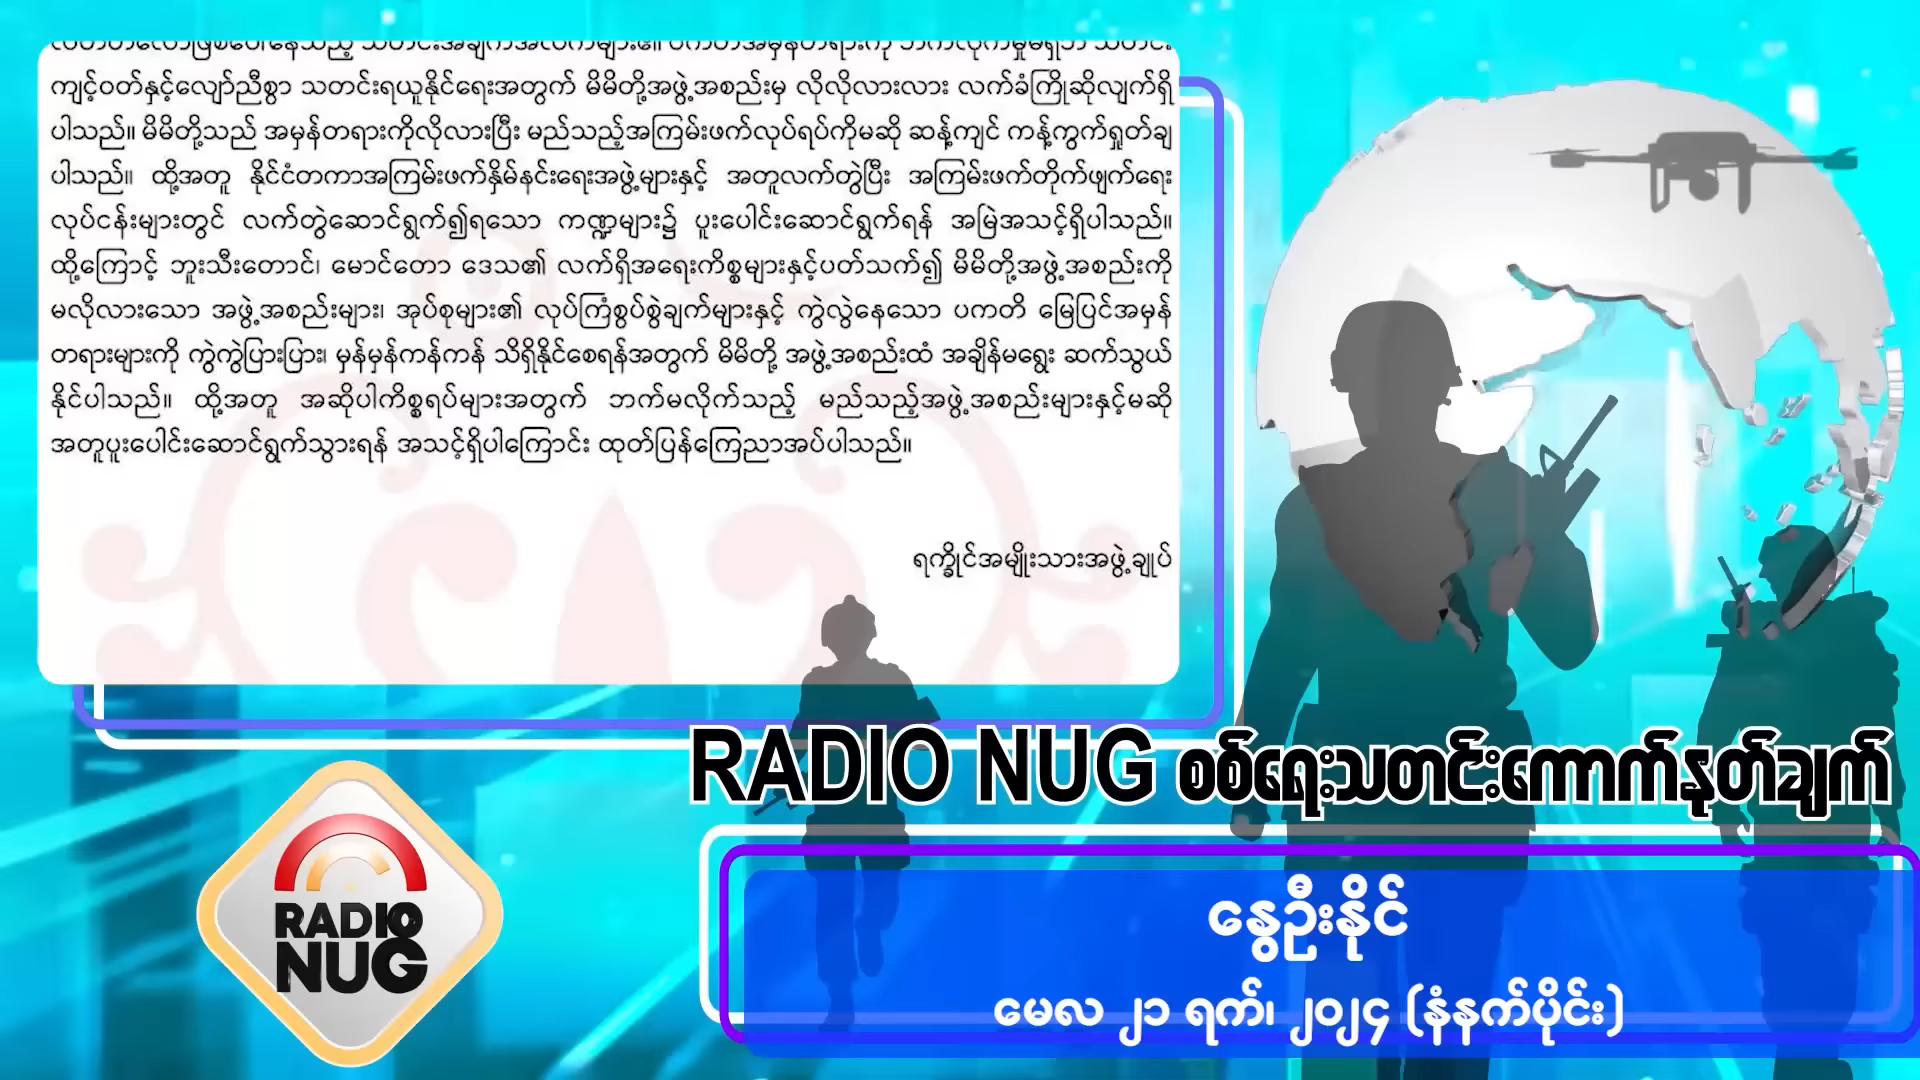 ကျင့်ဝတ်နှင့်လျော်ညီစွာ သတင်းရယူနိုင်ရေးအတွက် မိမိတို့အဖွဲ့အစည်းမှ လိုလိုလားလား လက်ခံကြိုဆိုလျက်ရှိ
ပါသည်။ မိမိတို့သည် အမှန်တရားကိုလိုလားပြီး မည်သည့်အကြမ်းဖက်လုပ်ရပ်ကိုမဆို ဆန့်ကျင် ကန့်ကွက်ရှုတ်ချ
ပါသည်။ ထို့အတူ နိုင်ငံတကာအကြမ်းဖက်နှိမ်နင်းရေးအဖွဲ့များနှင့် အတူလက်တွဲပြီး အကြမ်းဖက်တိုက်ဖျက်ရေး
လုပ်ငန်းများတွင် လက်တွဲဆောင်ရွက်၍ရသော ကဏ္ဍများ၌ ပူးပေါင်းဆောင်ရွက်ရန် အမြဲအသင့်ရှိပါသည်။
ထို့ကြောင့် ဘူးသီးတောင်၊ မောင်တော ဒေသ၏ လက်ရှိအရေးကိစ္စများနှင့်ပတ်သက်၍ မိမိတို့အဖွဲ့အစည်းကို
မလိုလားသော အဖွဲ့အစည်းများ၊ အုပ်စုများ၏ လုပ်ကြံစွပ်စွဲချက်များနှင့် ကွဲလွဲနေသော ပကတိ မြေပြင်အမှန်
တရားများကို ကွဲကွဲပြားပြား၊ မှန်မှန်ကန်ကန် သိရှိနိုင်စေရန်အတွက် မိမိတို့ အဖွဲ့အစည်းထံ အချိန်မရွေး ဆက်သွယ်
နိုင်ပါသည်။ ထို့အတူ အဆိုပါကိစ္စရပ်များအတွက် ဘက်မလိုက်သည့် မည်သည့်အဖွဲ့အစည်းများနှင့်မဆို
အတူပူးပေါင်းဆောင်ရွက်သွားရန် အသင့်ရှိပါကြောင်း ထုတ်ပြန်ကြေညာအပ်ပါသည်။
ရက္ခိုင်အမျိုးသားအဖွဲ့ချုပ်
RADIO NUG စစ်ရေးသတင်းကောက်နုတ်ချက်
RADIO
NUG
နွေဦးနိုင်
မေလ ၂၁ ရက်၊ ၂၀၂၄ (နံနက်ပိုင်း)